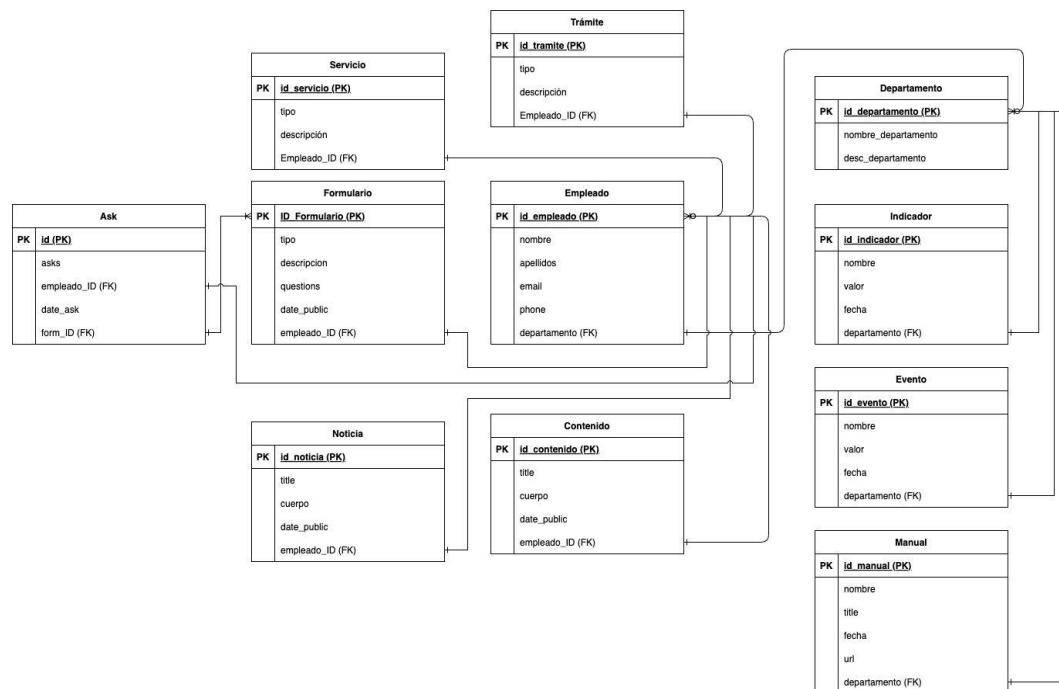 Trámite
PK id_tramite (PK)
tipo
descripción
Empleado_ID (FK)
Servicio
PK id_servicio (PK)
tipo
descripción
Empleado_ID (FK)
Departamento
PK id_departamento (PK)
nombre_departamento
desc_departamento
Ask
PK id (PK)
asks
empleado_ID (FK)
date_ask
form_ID (FK)
Formulario
PK ID_Formulario (PK)
tipo
descripcion
questions
date_public
empleado_ID (FK)
Empleado
PK id_empleado (PK)
nombre
apellidos
email
phone
departamento (FK)
Indicador
PK id_indicador (PK)
nombre
valor
fecha
departamento (FK)
Evento
PK id_evento (PK)
nombre
valor
fecha
departamento (FK)
Noticia
PK id_noticia (PK)
title
cuerpo
date_public
empleado_ID (FK)
Contenido
PK id_contenido (PK)
title
cuerpo
date_public
empleado_ID (FK)
Manual
PK id_manual (PK)
nombre
title
fecha
url
departamento (FK)